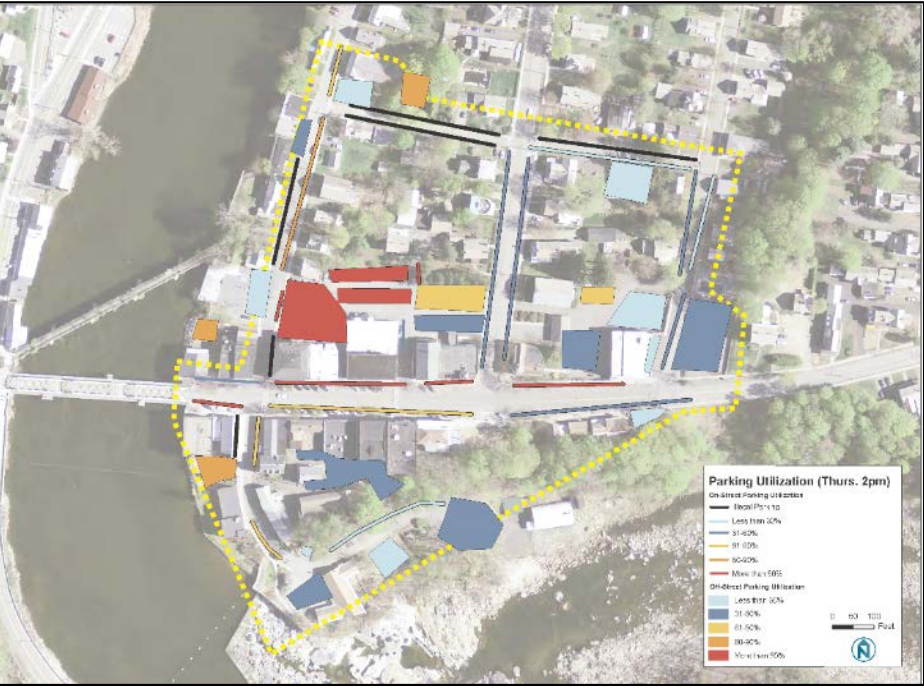 Parking Utilization (Thurs. 2pm)
On-Street Parking Utilization
Illegal Parking
Less than 30%
31-60%
61-80%
80-90%
More than 90%
Off-Street Parking Utilization
Less than 30%
31-60%
61-80%
80-90%
More than 90%
0 50 100
Feet
N